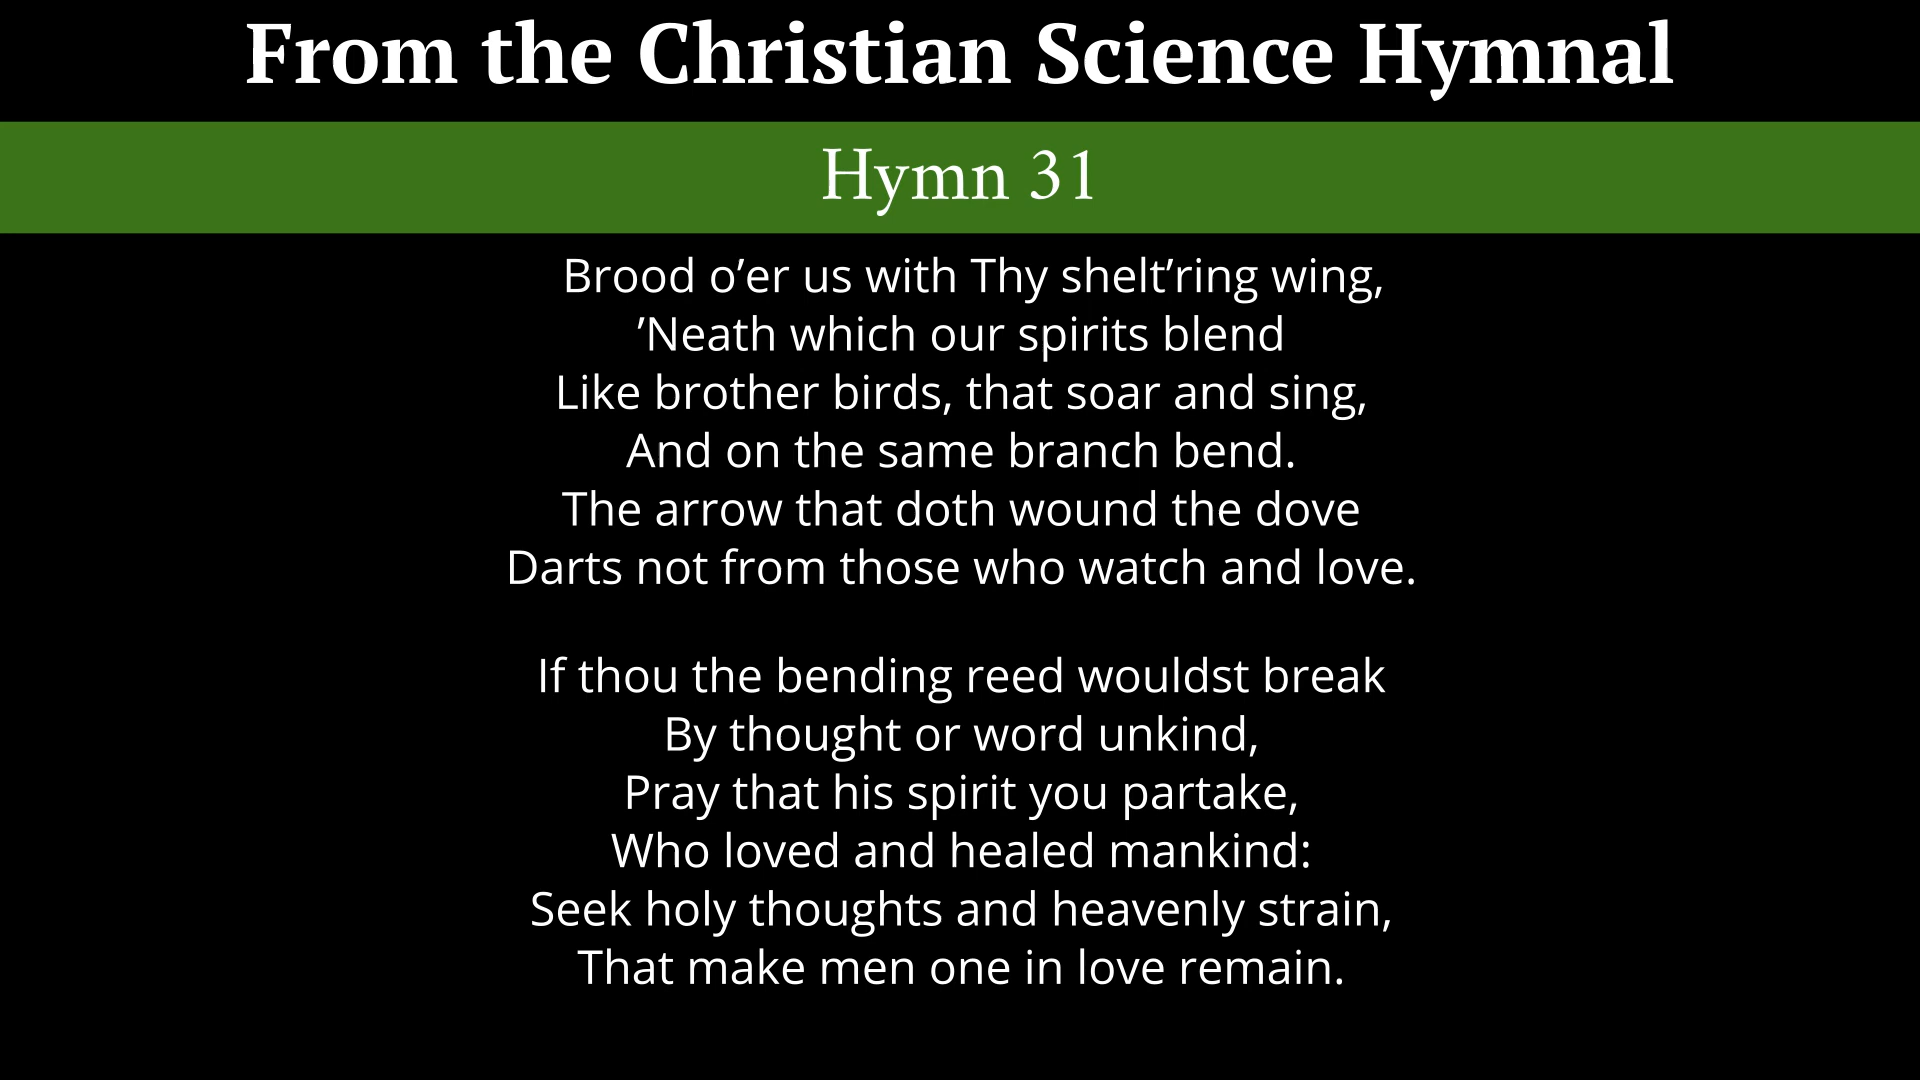 From the Christian Science Hymnal
Hymn 31
Brood o’er us with Thy shelt’ring wing,
’Neath which our spirits blend
Like brother birds, that soar and sing,
And on the same branch bend.
The arrow that doth wound the dove
Darts not from those who watch and love.
If thou the bending reed wouldst break
By thought or word unkind,
Pray that his spirit you partake,
Who loved and healed mankind:
Seek holy thoughts and heavenly strain,
That make men one in love remain.